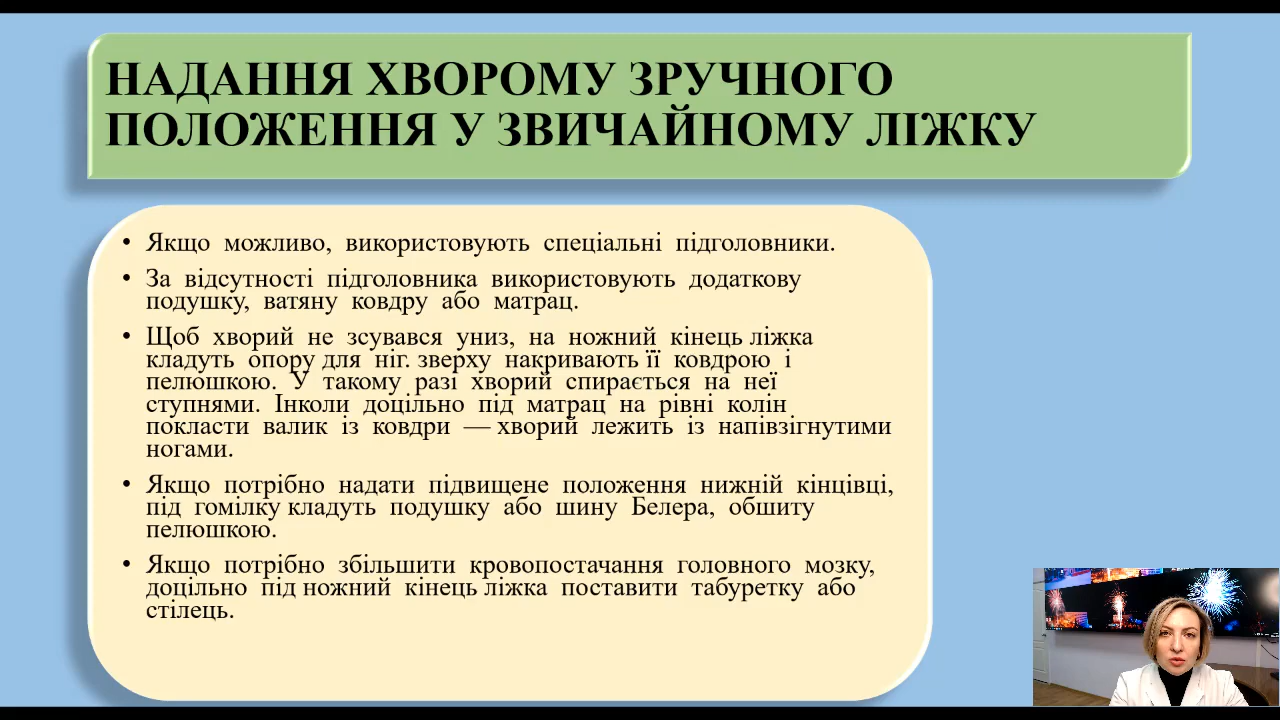 НАДАННЯ ХВОРОМУ ЗРУЧНОГО
ПОЛОЖЕННЯ У ЗВИЧАЙНОМУ ЛІЖКУ
• Якщо можливо, використовують спеціальні підголовники.
• За відсутності підголовника використовують додаткову
подушку, ватяну ковдру або матрац.
• Щоб хворий не зсувався униз, на ножний кінець ліжка
кладуть опору для ніг. зверху накривають її ковдрою і
пелюшкою. У такому разі хворий спирається на неї
ступнями. Інколи доцільно під матрац на рівні колін
покласти валик із ковдри — хворий лежить із напівзігнутими
ногами.
• Якщо потрібно надати підвищене положення нижній кінцівці,
під гомілку кладуть подушку або шину Белера, обшиту
пелюшкою.
• Якщо потрібно збільшити кровопостачання головного мозку,
доцільно під ножний кінець ліжка поставити табуретку або
стілець.